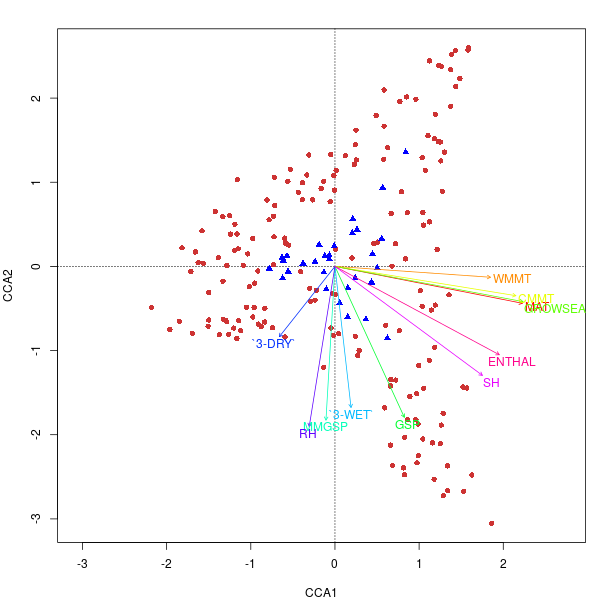 CCA2
2
1
0
-1
-2
-3
WMMT
CMMT
MAT
GROWSEA
`3-DRY`
ENTHAL
SH
`3-WET`
GSP
MMGSP
RH
-3
-2
-1
0
1
2
CCA1